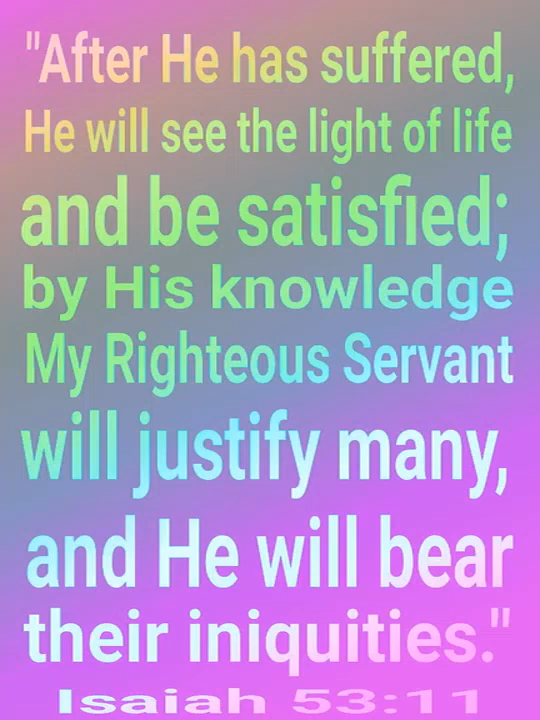 "After He has suffered,
He will see the light of life
and be satisfied;
by His knowledge
My Righteous Servant
will justify many,
and He will bear
their iniquities."
Isaiah 53:11